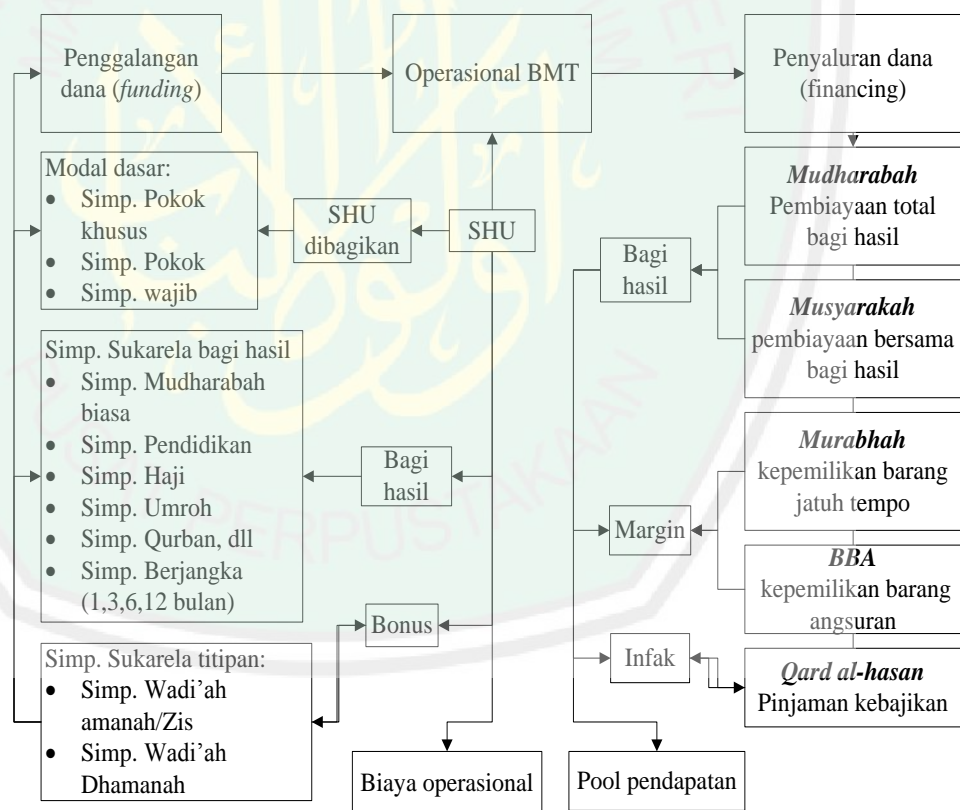 Penggalangan
dana (funding)
Operasional BMT
Penyaluran dana
(financing)
Modal dasar:
• Simp. Pokok
khusus
• Simp. Pokok
• Simp. wajib
SHU
dibagikan
SHU
Bagi
hasil
Mudharabah
Pembiayaan total
bagi hasil
Musyarakah
pembiayaan bersama
bagi hasil
Simp. Sukarela bagi hasil
• Simp. Mudharabah
biasa
• Simp. Pendidikan
• Simp. Haji
• Simp. Umroh
• Simp. Qurban, dll
• Simp. Berjangka
(1,3,6,12 bulan)
Bagi
hasil
Margin
Murabhah
kepemilikan barang
jatuh tempo
BBA
kepemilikan barang
angsuran
Bonus
Infak
Qard al-hasan
Pinjaman kebajikan
Simp. Sukarela titipan:
• Simp. Wadi’ah
amanah/Zis
• Simp. Wadi’ah
Dhamanah
Biaya operasional
Pool pendapatan
PUSAT PERPUSTAKAAN